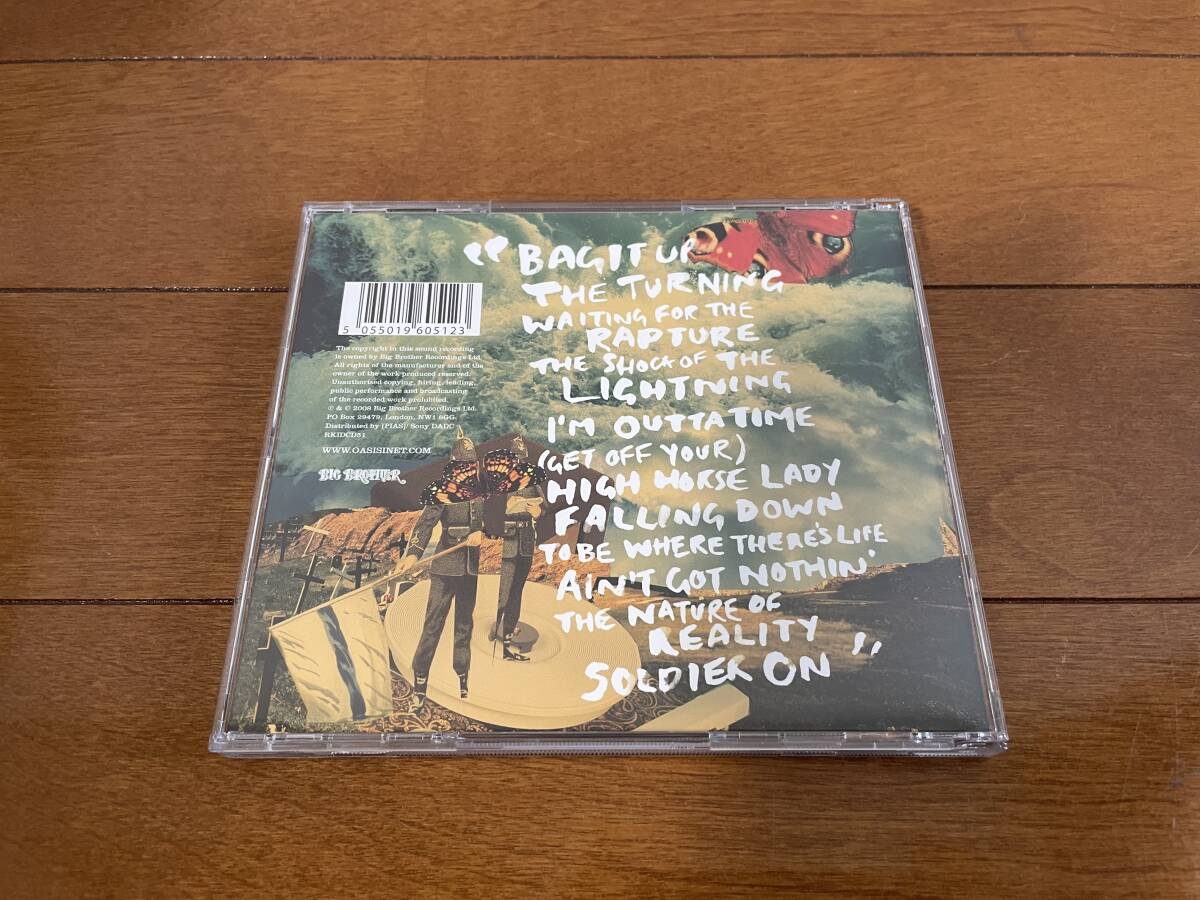 “ BAG IT UP
THE TURNING
WAITING FOR THE
RAPTURE
THE SHOCK OF THE
LIGHTNING
I'M OUTTA TIME
(GET OFF YOUR)
HIGH HORSE LADY
FALLING DOWN
TO BE WHERE THERE'S LIFE
AIN'T GOT NOTHIN'
THE NATURE OF
REALITY
SOLDIER ON ”
5 055019 605123
The copyright in this sound recording
is owned by Big Brother Recordings Ltd.
All rights of the manufacturer and of the
owner of the work produced reserved.
Unauthorised copying, hiring, lending,
public performance and broadcasting
of the recorded work prohibited.
℗ & © 2008 Big Brother Recordings Ltd.
PO Box 29479, London, NW1 6GG.
Distributed by [PIAS]/ Sony DADC
RKIDCD51
WWW.OASISINET.COM
BIG BROTHER